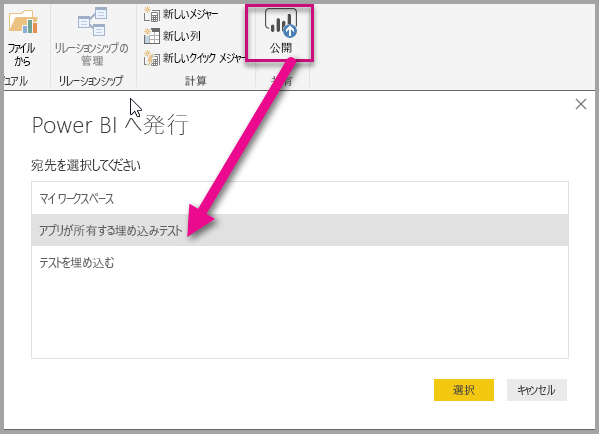 ファイル
から
リレーションシップの
管理
新しいメジャー
新しい列
新しいクイック メジャー
公開
ュアル
リレーションシップ
計算
共有
Power BI へ発行
宛先を選択してください
マイ ワークスペース
アプリが所有する埋め込みテスト
テストを埋め込む
選択
キャンセル